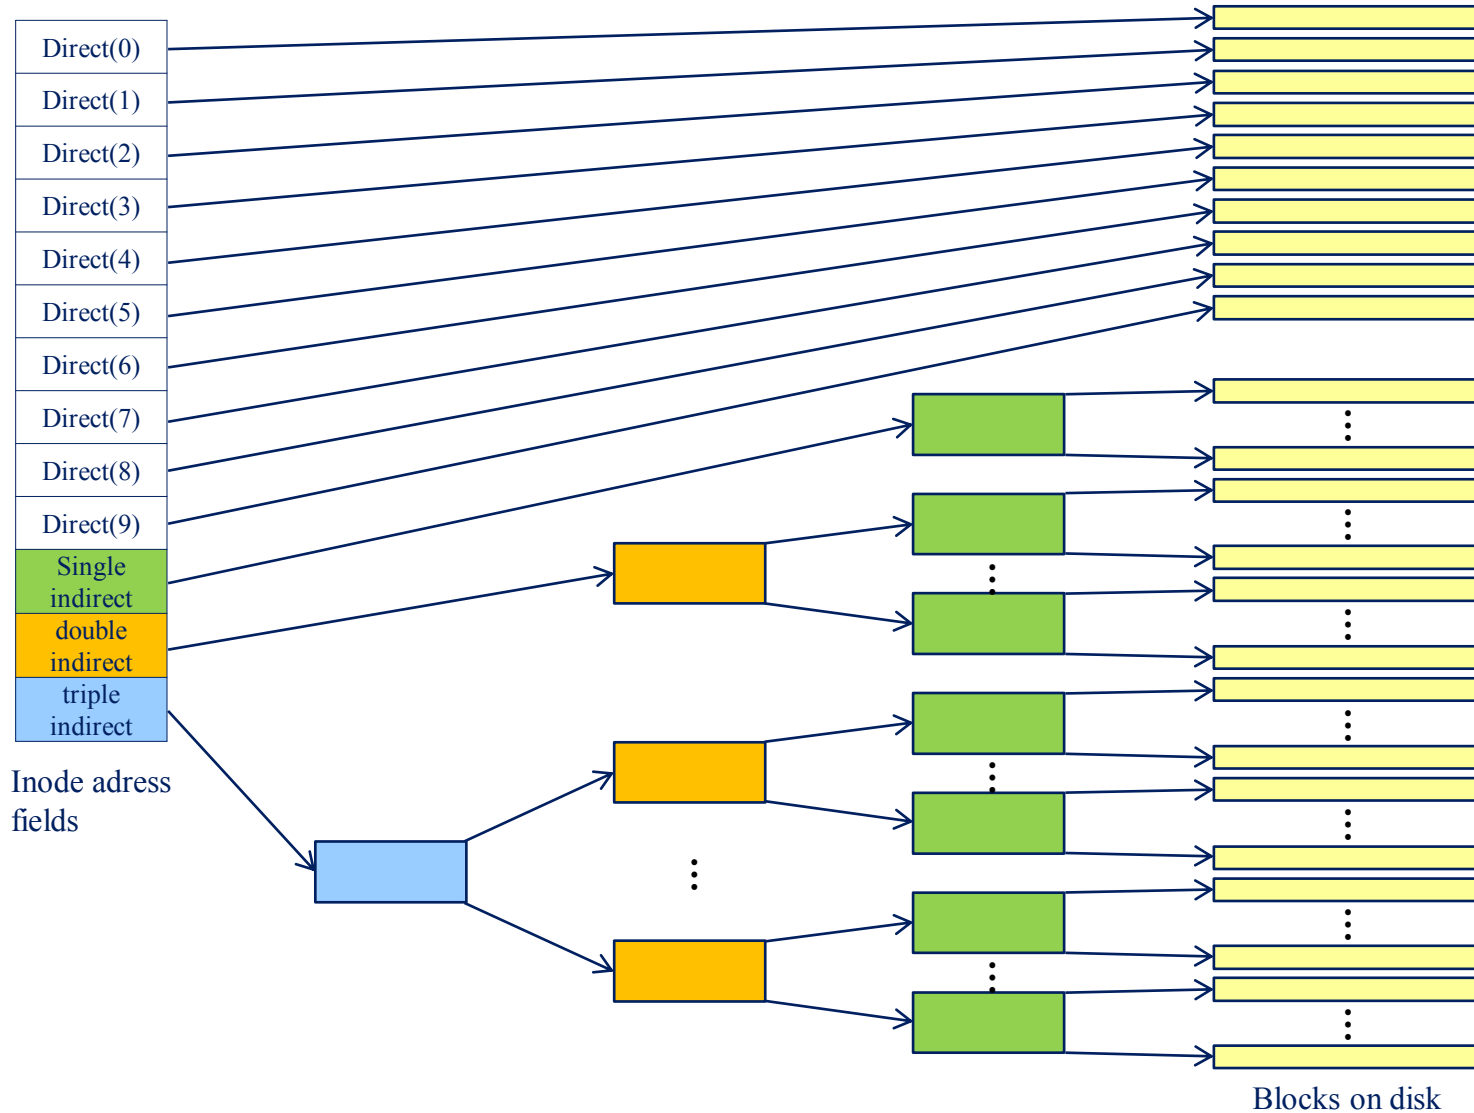 Direct(0)
Direct(1)
Direct(2)
Direct(3)
Direct(4)
Direct(5)
Direct(6)
Direct(7)
Direct(8)
Direct(9)
Single
indirect
double
indirect
triple
indirect
Inode adress
fields
Blocks on disk